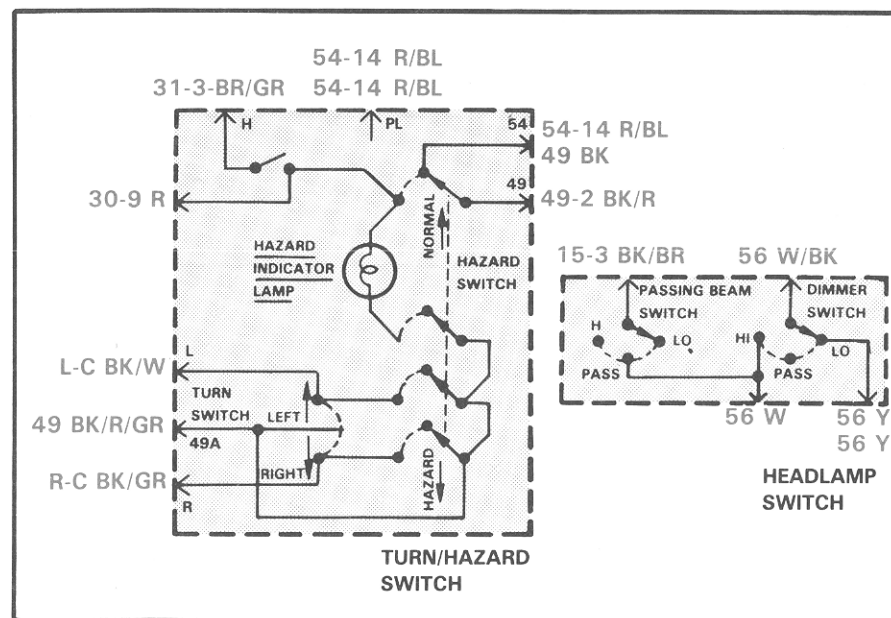 54-14 R/BL
31-3-BR/GR 54-14 R/BL
H
PL
54
54-14 R/BL
49 BK
30-9 R
49
49-2 BK/R
NORMAL
HAZARD
INDICATOR
LAMP
HAZARD
SWITCH
L-C BK/W
L
TURN
SWITCH
LEFT
49 BK/R/GR
49A
RIGHT
R-C BK/GR
R
HAZARD
TURN/HAZARD
SWITCH
15-3 BK/BR 56 W/BK
PASSING BEAM
SWITCH
DIMMER
SWITCH
H
LO
HI
LO
PASS
PASS
56 W
56 Y
56 Y
HEADLAMP
SWITCH